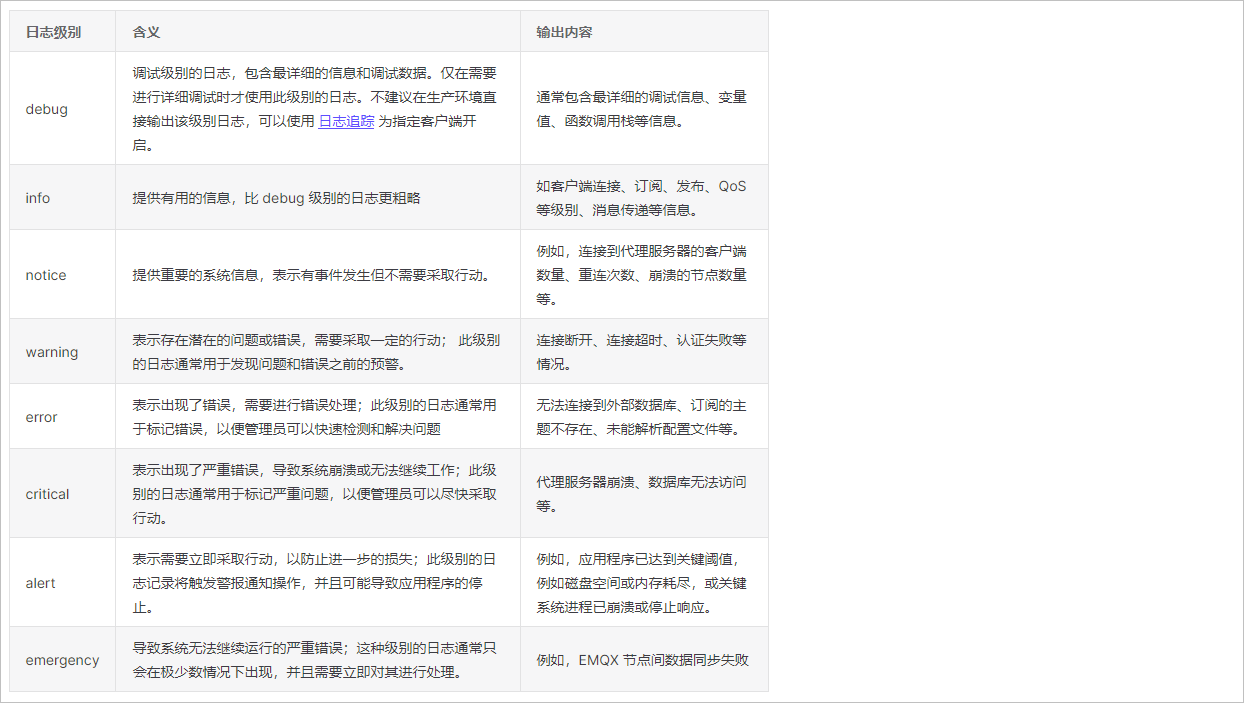 日志级别 含义 输出内容
debug
调试级别的日志，包含最详细的信息和调试数据。仅在需要
进行详细调试时才使用此级别的日志。不建议在生产环境直
接输出该级别日志，可以使用 日志追踪 为指定客户端开
启。
通常包含最详细的调试信息、变量
值、函数调用栈等信息。
info
提供有用的信息，比 debug 级别的日志更粗略
如客户端连接、订阅、发布、QoS
等级别、消息传递等信息。
notice
提供重要的系统信息，表示有事件发生但不需要采取行动。
例如，连接到代理服务器的客户端
数量、重连次数、崩溃的节点数量
等。
warning
表示存在潜在的问题或错误，需要采取一定的行动； 此级别
的日志通常用于发现问题和错误之前的预警。
连接断开、连接超时、认证失败等
情况。
error
表示出现了错误，需要进行错误处理；此级别的日志通常用
于标记错误，以便管理员可以快速检测和解决问题
无法连接到外部数据库、订阅的主
题不存在、未能解析配置文件等。
critical
表示出现了严重错误，导致系统崩溃或无法继续工作；此级
别的日志通常用于标记严重问题，以便管理员可以尽快采取
行动。
代理服务器崩溃、数据库无法访问
等。
alert
表示需要立即采取行动，以防止进一步的损失；此级别的日
志记录将触发警报通知操作，并且可能导致应用程序的停
止。
例如，应用程序已达到关键阈值，
例如磁盘空间或内存耗尽，或关键
系统进程已崩溃或停止响应。
emergency
导致系统无法继续运行的严重错误；这种级别的日志通常只
会在极少数情况下出现，并且需要立即对其进行处理。
例如，EMQX 节点间数据同步失败